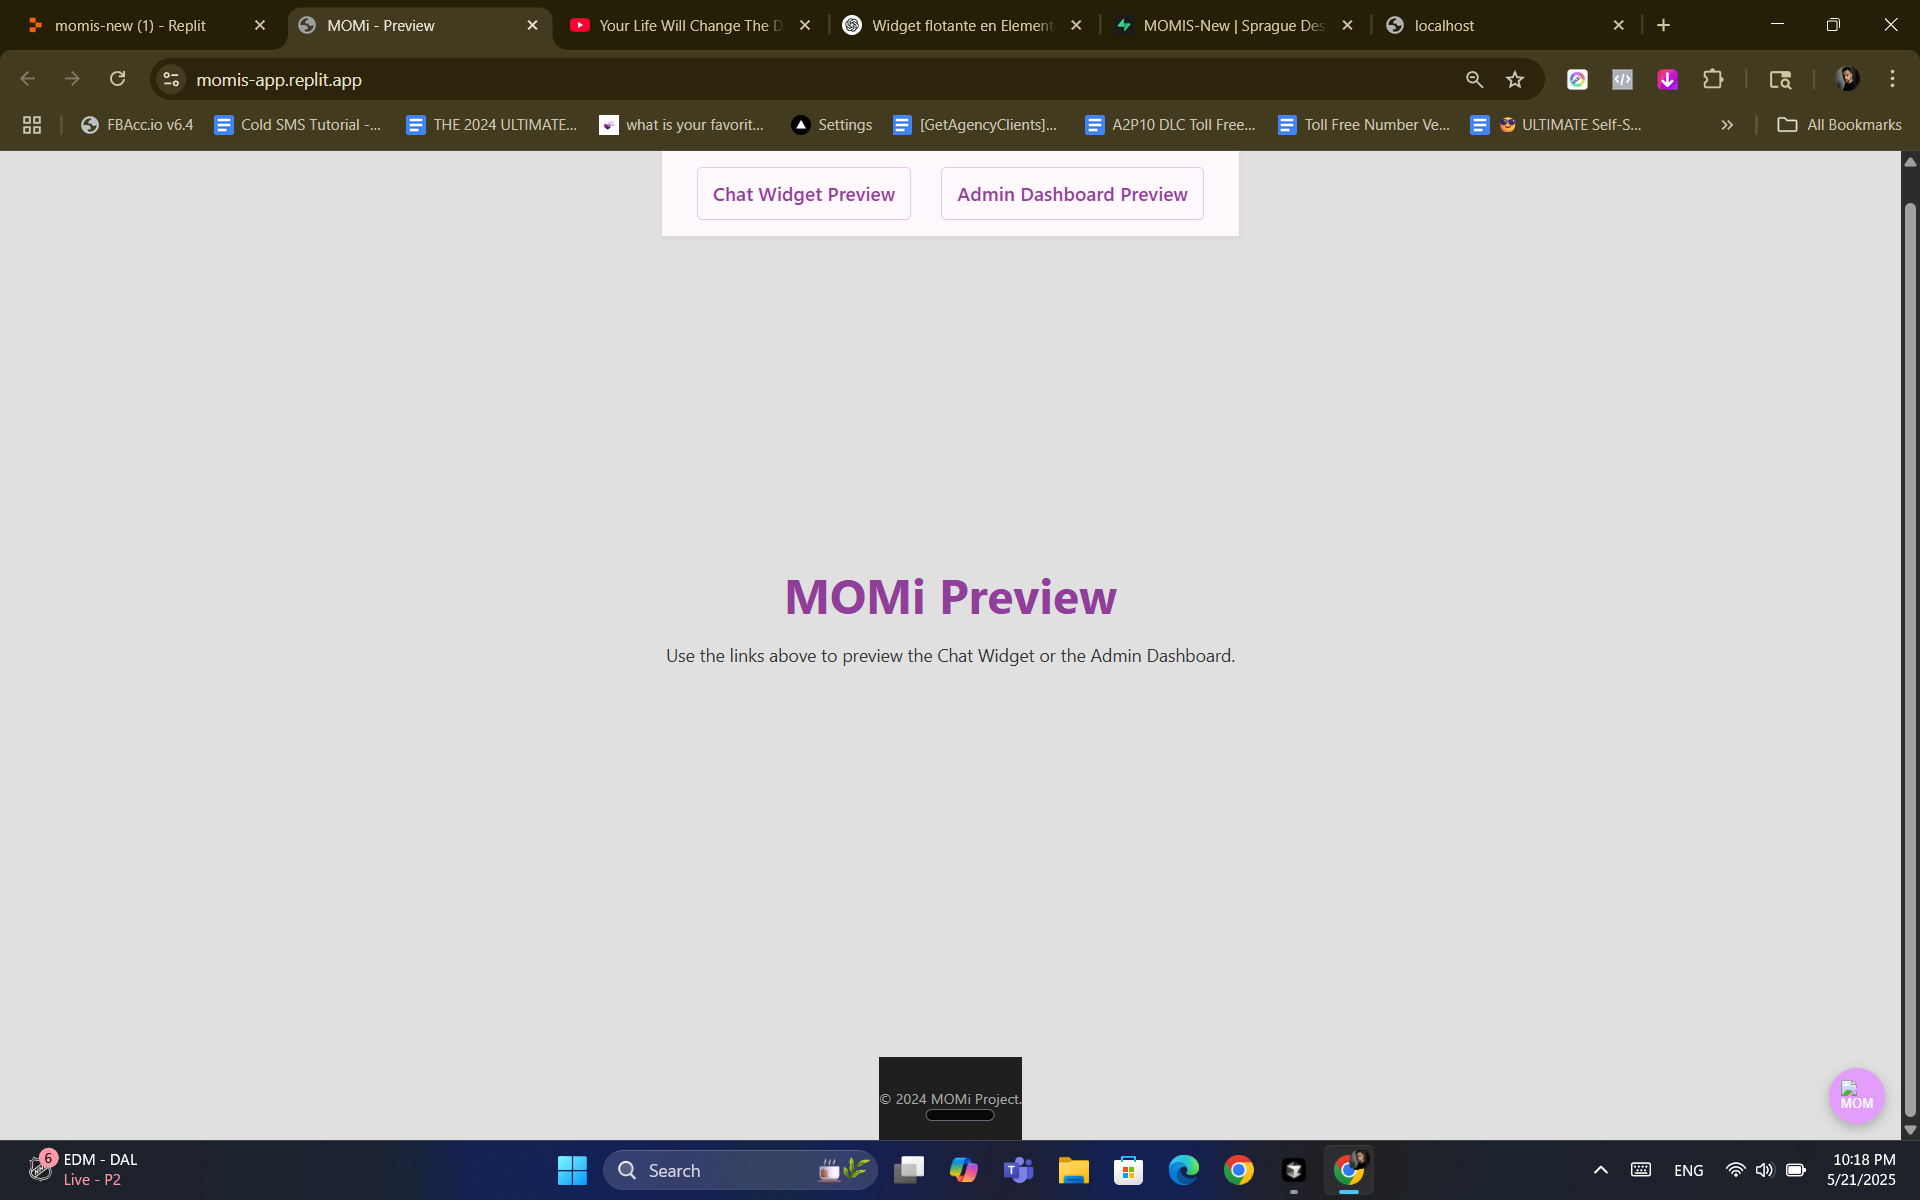 momis-new (1) - Replit
MOMi - Preview
Your Life Will Change The D
Widget flotante en Element
MOMIS-New | Sprague Des
localhost
momis-app.replit.app
FBAcc.io v6.4
Cold SMS Tutorial -...
THE 2024 ULTIMATE...
what is your favorit...
Settings
[GetAgencyClients]...
A2P10 DLC Toll Free...
Toll Free Number Ve...
ULTIMATE Self-S...
All Bookmarks
Chat Widget Preview
Admin Dashboard Preview
MOMi Preview
Use the links above to preview the Chat Widget or the Admin Dashboard.
© 2024 MOMi Project.
MOM
6
EDM - DAL
Live - P2
Search
ENG
10:18 PM
5/21/2025